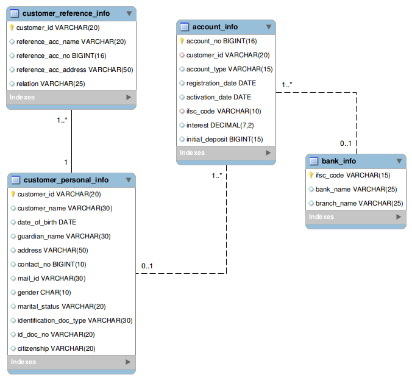 customer_reference_info
customer_id VARCHAR(20)
reference_acc_name VARCHAR(20)
reference_acc_no BIGINT(16)
reference_acc_address VARCHAR(50)
relation VARCHAR(25)
Indexes
account_info
account_no BIGINT(16)
customer_id VARCHAR(20)
account_type VARCHAR(15)
registration_date DATE
activation_date DATE
ifsc_code VARCHAR(10)
interest DECIMAL(7,2)
initial_deposit BIGINT(15)
Indexes
1..*
0..1
bank_info
ifsc_code VARCHAR(15)
bank_name VARCHAR(25)
branch_name VARCHAR(25)
Indexes
1..*
1
1..*
0..1
customer_personal_info
customer_id VARCHAR(20)
customer_name VARCHAR(30)
date_of_birth DATE
guardian_name VARCHAR(30)
address VARCHAR(50)
contact_no BIGINT(10)
mail_id VARCHAR(30)
gender CHAR(10)
marital_status VARCHAR(20)
identification_doc_type VARCHAR(30)
id_doc_no VARCHAR(20)
citizenship VARCHAR(20)
Indexes